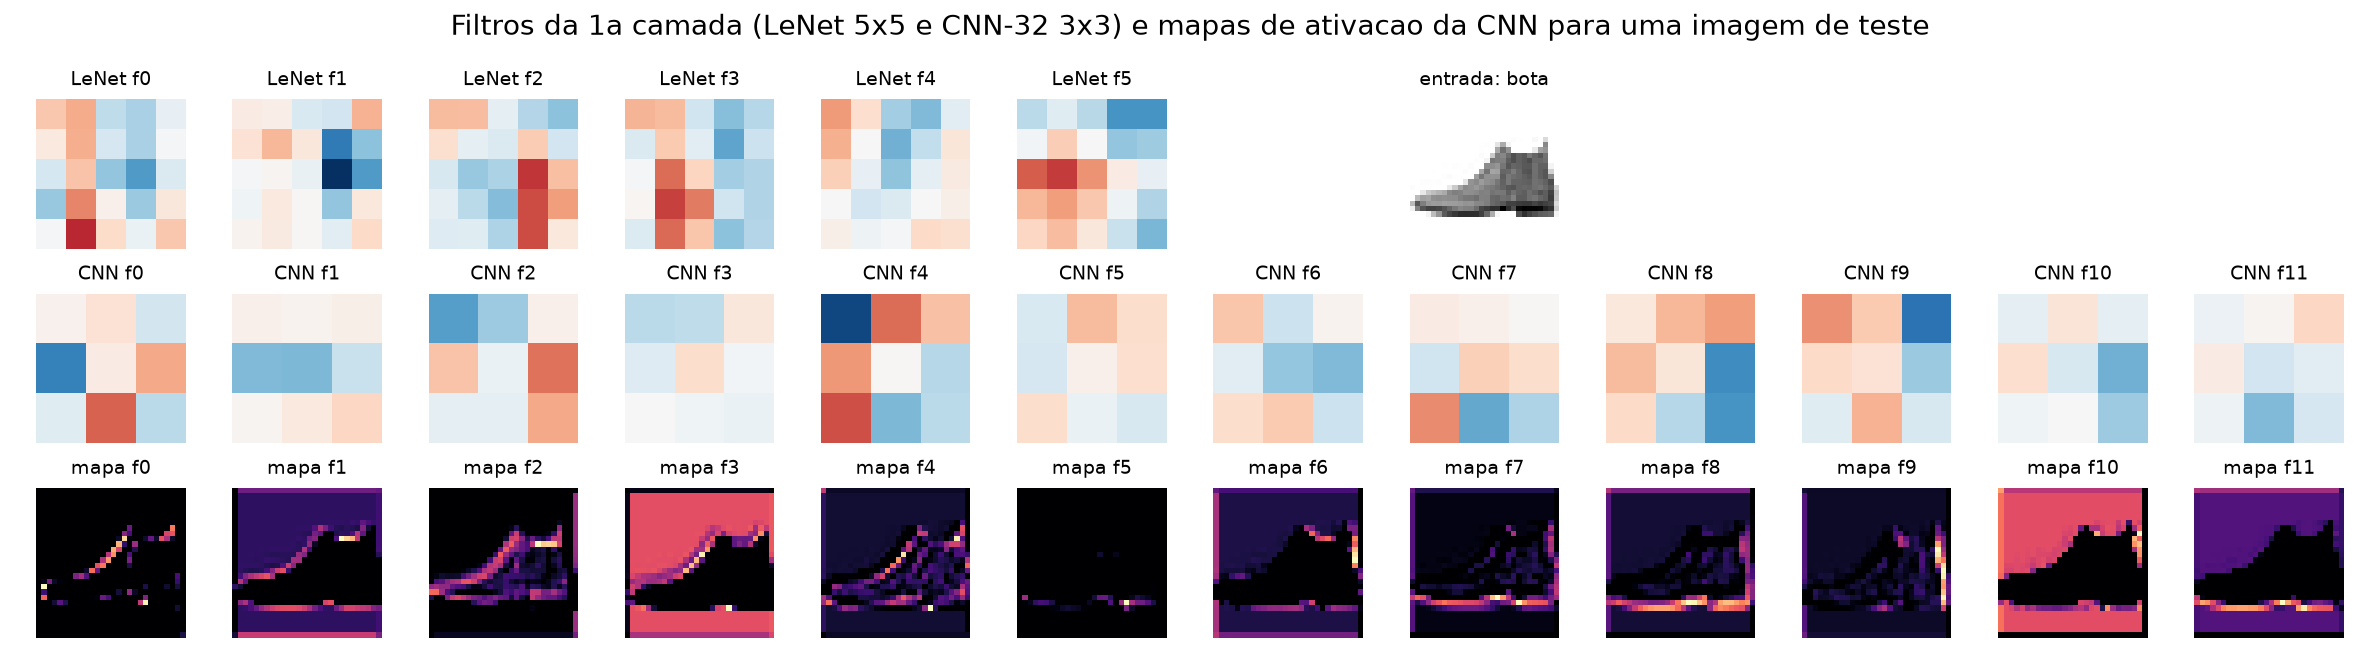 Filtros da 1a camada (LeNet 5x5 e CNN-32 3x3) e mapas de ativacao da CNN para uma imagem de teste
LeNet f0 LeNet f1 LeNet f2 LeNet f3 LeNet f4 LeNet f5 entrada: bota
CNN f0 CNN f1 CNN f2 CNN f3 CNN f4 CNN f5 CNN f6 CNN f7 CNN f8 CNN f9 CNN f10 CNN f11
mapa f0 mapa f1 mapa f2 mapa f3 mapa f4 mapa f5 mapa f6 mapa f7 mapa f8 mapa f9 mapa f10 mapa f11